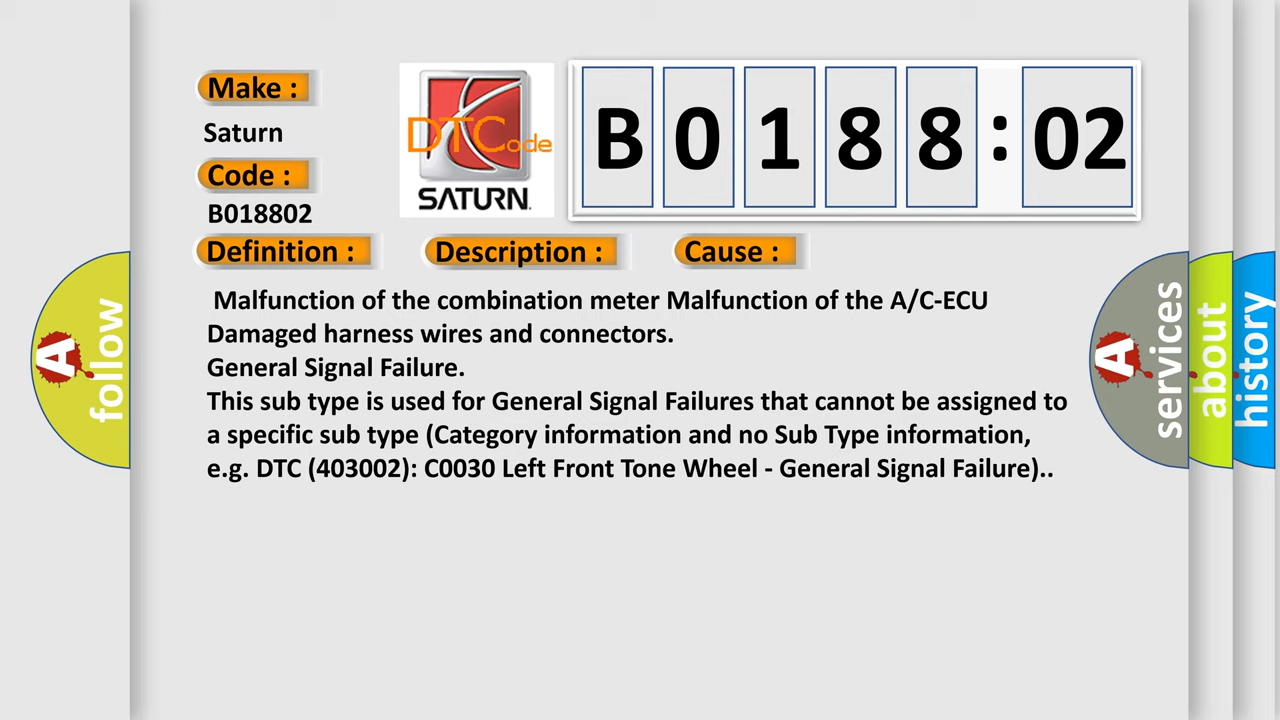 Make :
Saturn
Code :
B018802
DTCode
SATURN
B 0 1 8 8 : 02
Definition :
Description :
Cause :
Malfunction of the combination meter Malfunction of the A/C-ECU
Damaged harness wires and connectors.
General Signal Failure.
This sub type is used for General Signal Failures that cannot be assigned to
a specific sub type (Category information and no Sub Type information,
e.g. DTC (403002): C0030 Left Front Tone Wheel - General Signal Failure)..
A follow
A services
about
history